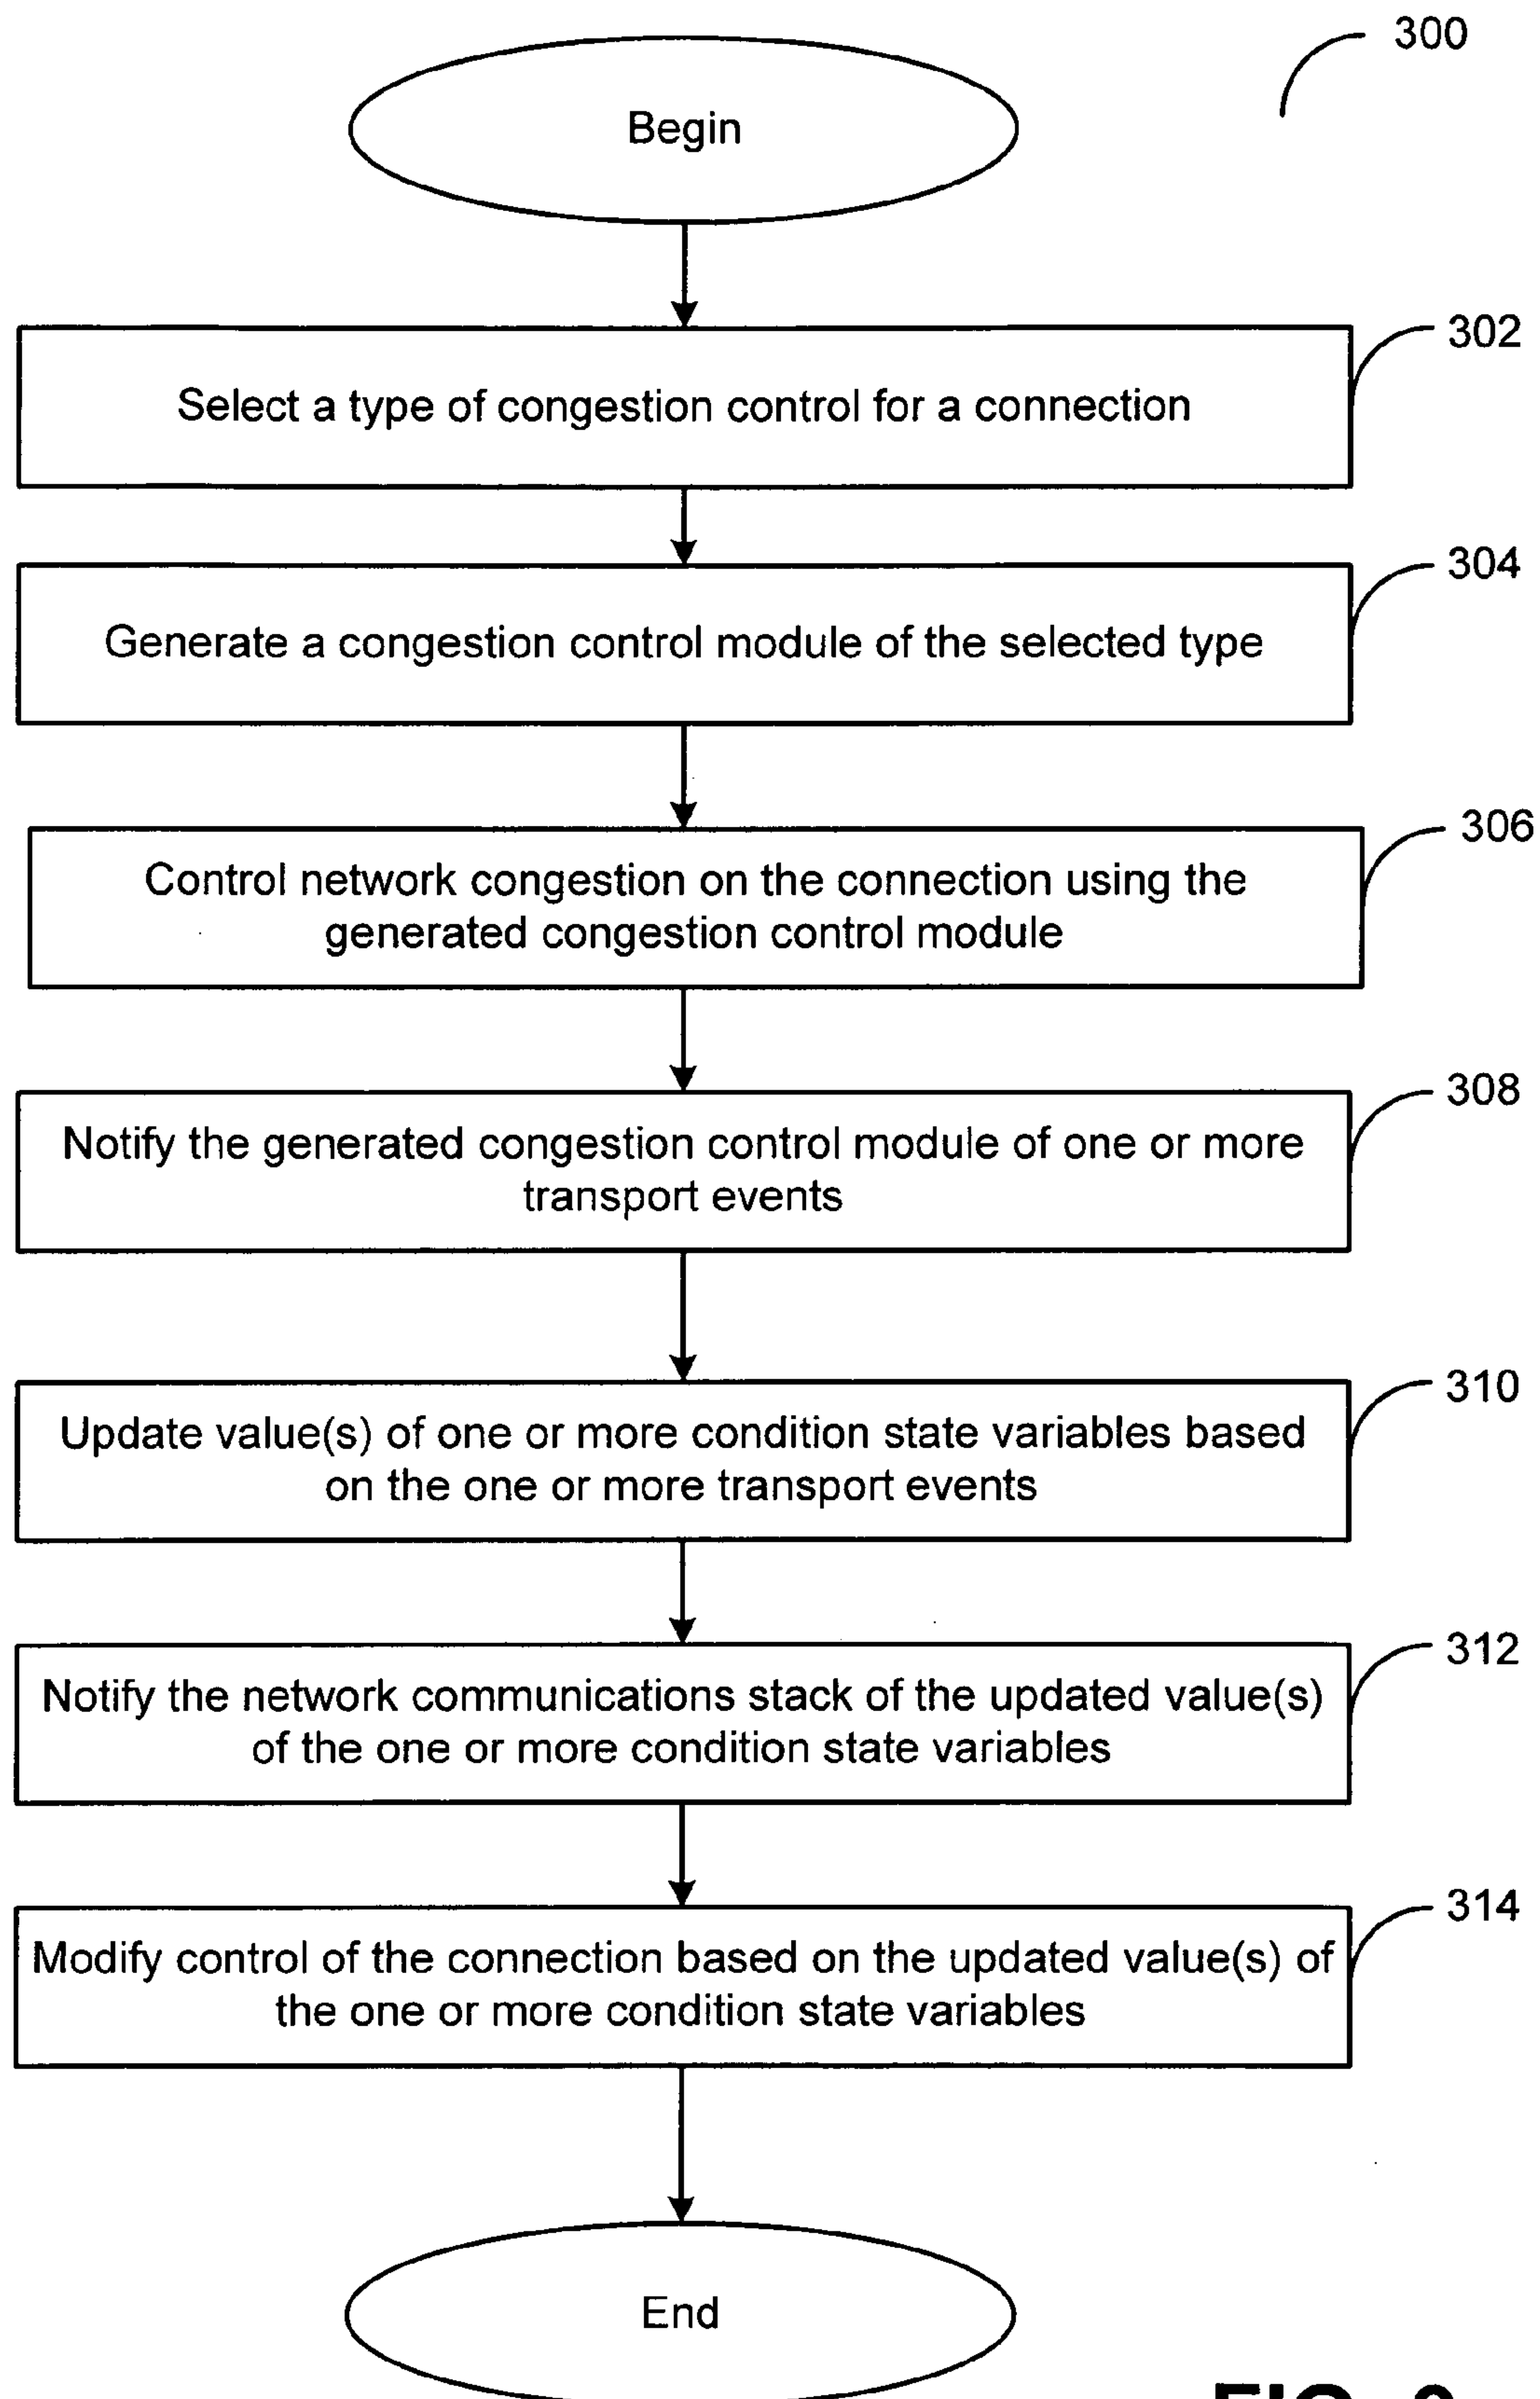 300
Begin
302
Select a type of congestion control for a connection
304
Generate a congestion control module of the selected type
306
Control network congestion on the connection using the
generated congestion control module
308
Notify the generated congestion control module of one or more
transport events
310
Update value(s) of one or more condition state variables based
on the one or more transport events
312
Notify the network communications stack of the updated value(s)
of the one or more condition state variables
314
Modify control of the connection based on the updated value(s) of
the one or more condition state variables
End
FIG.